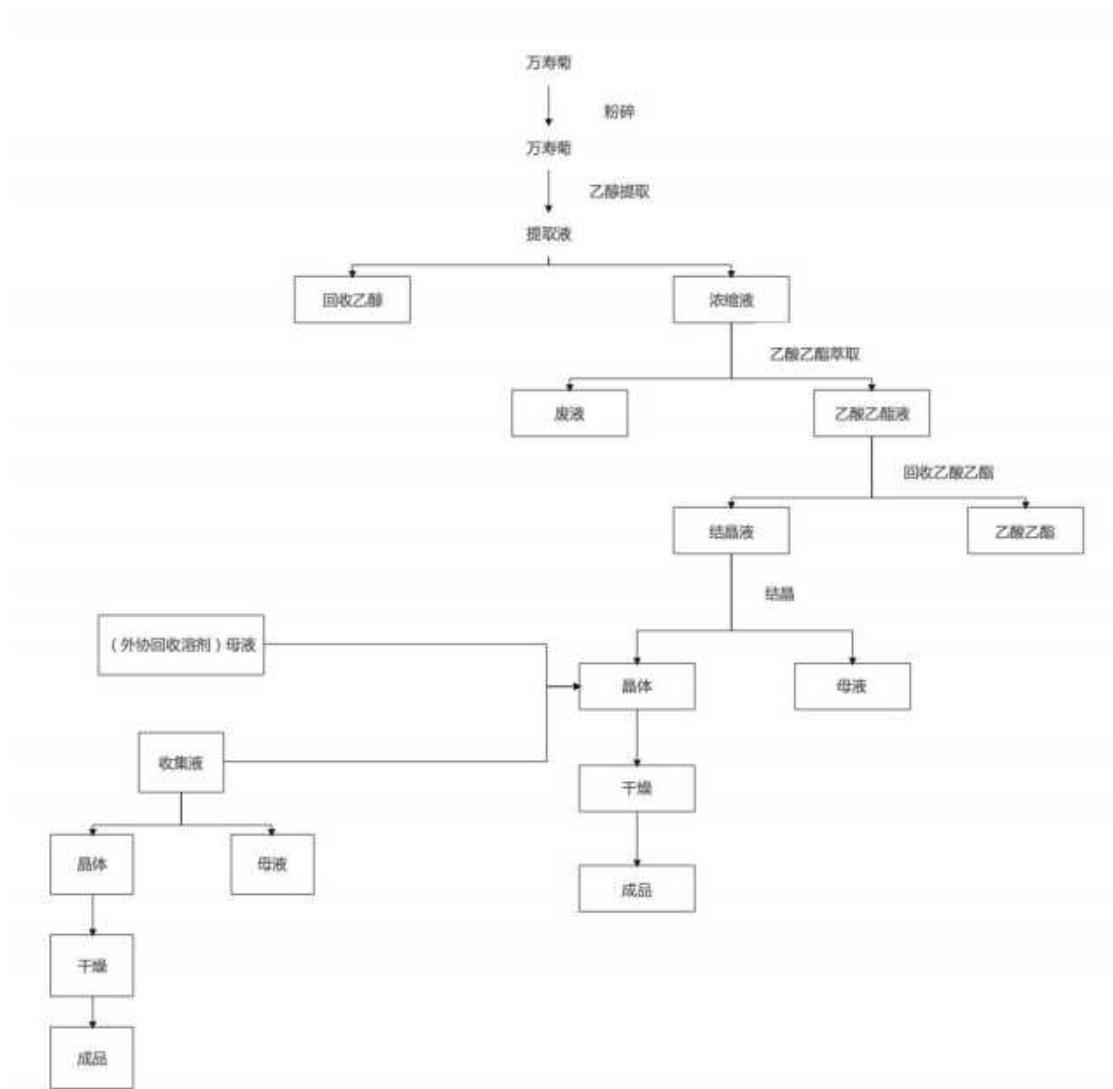 万寿菊
粉碎
万寿菊
乙醇提取
提取液
回收乙醇
浓缩液
乙酸乙酯萃取
废液
乙酸乙酯液
回收乙酸乙酯
结晶液
乙酸乙酯
结晶
（外协回收溶剂）母液
晶体
母液
收集液
干燥
晶体
母液
成品
干燥
成品